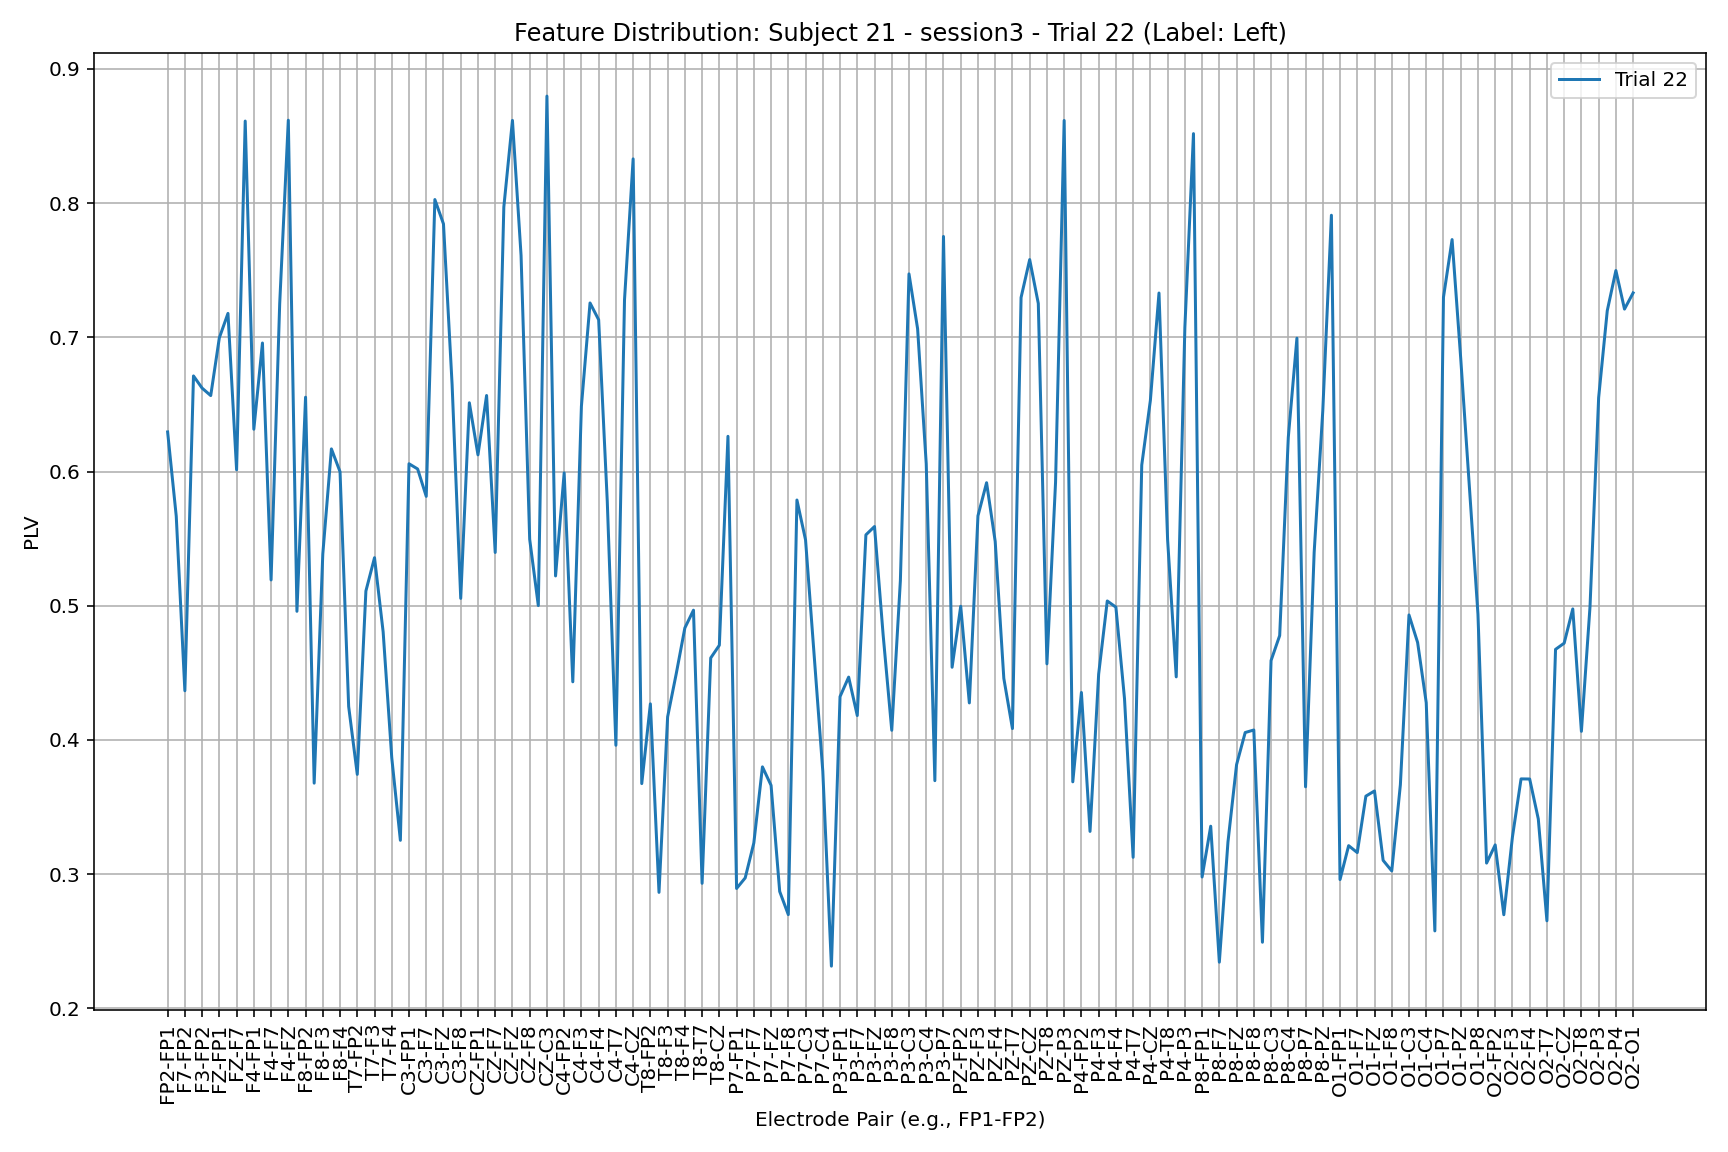 Feature Distribution: Subject 21 - session3 - Trial 22 (Label: Left)
Trial 22
PLV
0.9
0.8
0.7
0.6
0.5
0.4
0.3
0.2
FP2-FP1
F7-FP2
F3-FP2
FZ-FP1
FZ-F7
F4-FP1
F4-F7
F4-FZ
F8-FP2
F8-F3
F8-F4
T7-FP2
T7-F3
T7-F4
C3-FP1
C3-F7
C3-FZ
C3-F8
CZ-FP1
CZ-F7
CZ-FZ
CZ-F8
CZ-C3
C4-FP2
C4-F3
C4-F4
C4-T7
C4-CZ
T8-FP2
T8-F3
T8-F4
T8-T7
T8-CZ
P7-FP1
P7-F7
P7-FZ
P7-F8
P7-C3
P7-C4
P3-FP1
P3-F7
P3-FZ
P3-F8
P3-C3
P3-C4
P3-P7
PZ-FP2
PZ-F3
PZ-F4
PZ-T7
PZ-CZ
PZ-T8
PZ-P3
P4-FP2
P4-F3
P4-F4
P4-T7
P4-CZ
P4-T8
P4-P3
P8-FP1
P8-F7
P8-FZ
P8-F8
P8-C3
P8-C4
P8-P7
P8-PZ
O1-FP1
O1-F7
O1-FZ
O1-F8
O1-C3
O1-C4
O1-P7
O1-PZ
O1-P8
O2-FP2
O2-F3
O2-F4
O2-T7
O2-CZ
O2-T8
O2-P3
O2-P4
O2-O1
Electrode Pair (e.g., FP1-FP2)